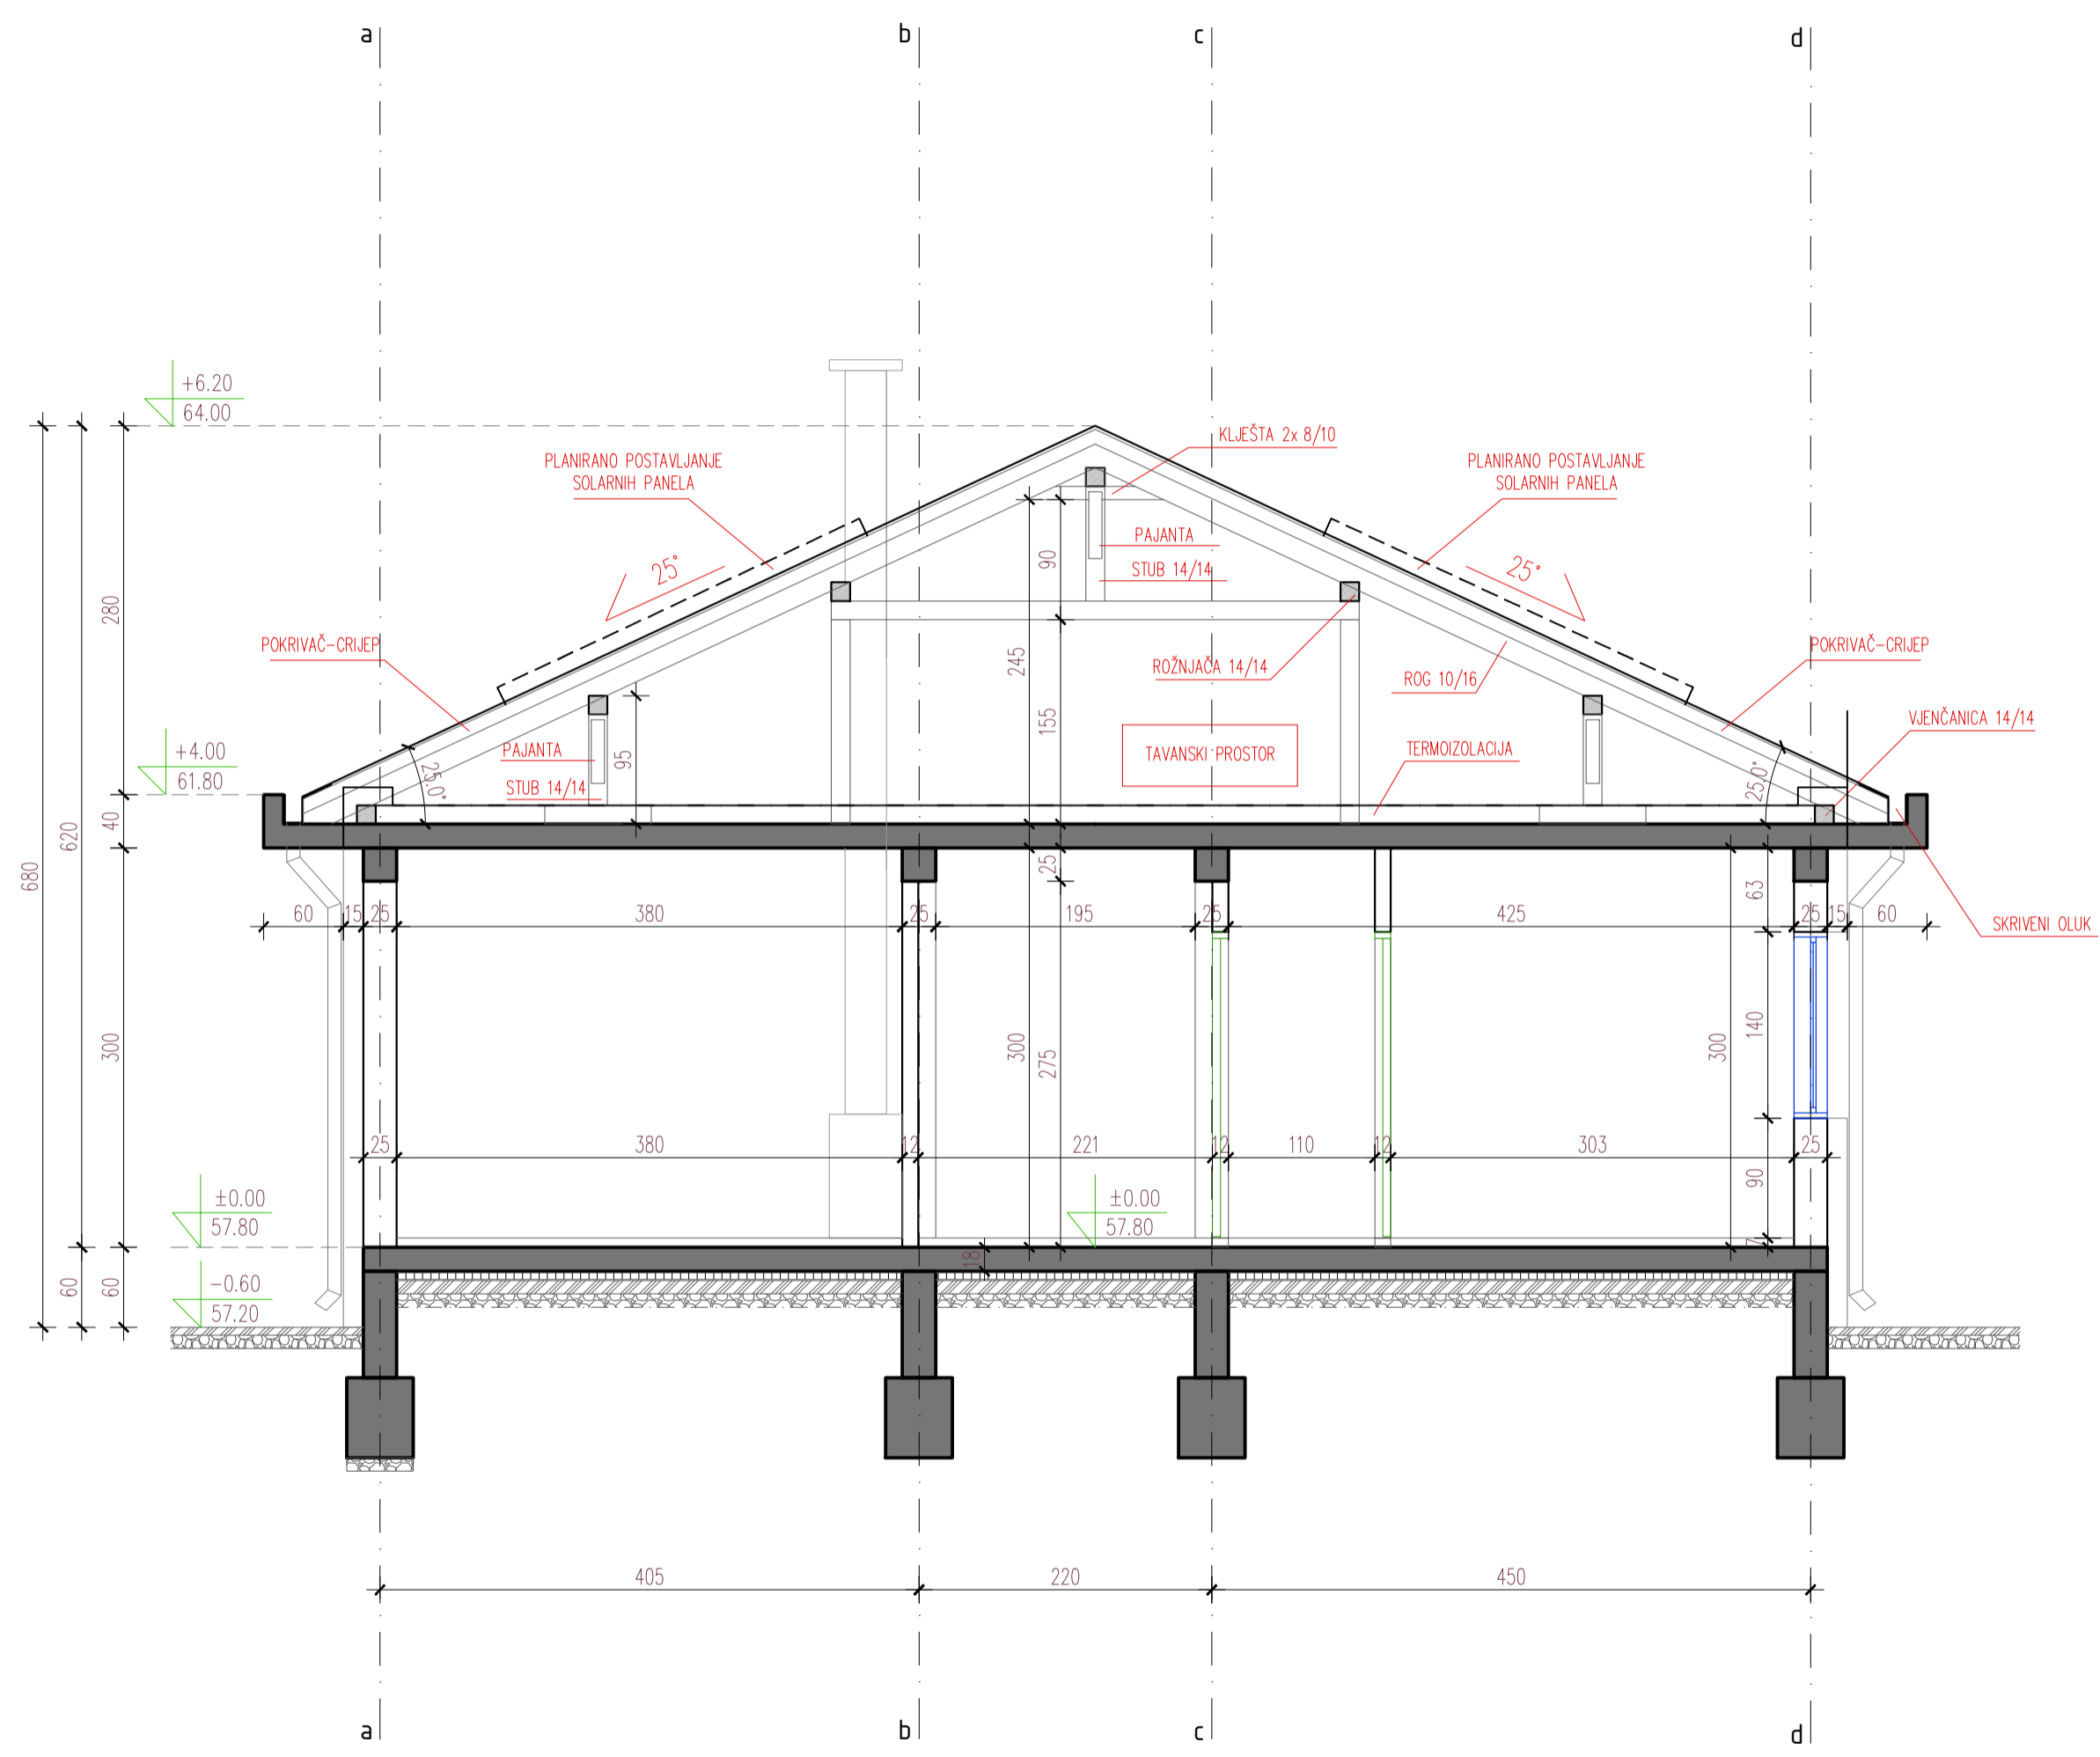 a
b
c
d
+6.20
64.00
KLJEŠTA 2x 8/10
PLANIRANO POSTAVLJANJE
SOLARNIH PANELA
PLANIRANO POSTAVLJANJE
SOLARNIH PANELA
PAJANTA
90
STUB 14/14
25°
25°
280
POKRIVAČ-CRIJEP
POKRIVAČ-CRIJEP
245
ROŽNJAČA 14/14
ROG 10/16
155
VJENČANICA 14/14
+4.00
61.80
PAJANTA
95
TAVANSKI PROSTOR
TERMOIZOLACIJA
25.0°
25.0°
STUB 14/14
40
620
680
25
63
60
15
25
380
25
195
25
425
25
15
60
SKRIVENI OLUK
300
300
275
300
140
25
380
12
221
12
110
12
303
25
90
±0.00
57.80
±0.00
57.80
18
7
-0.60
57.20
60
60
405
220
450
a
b
c
d